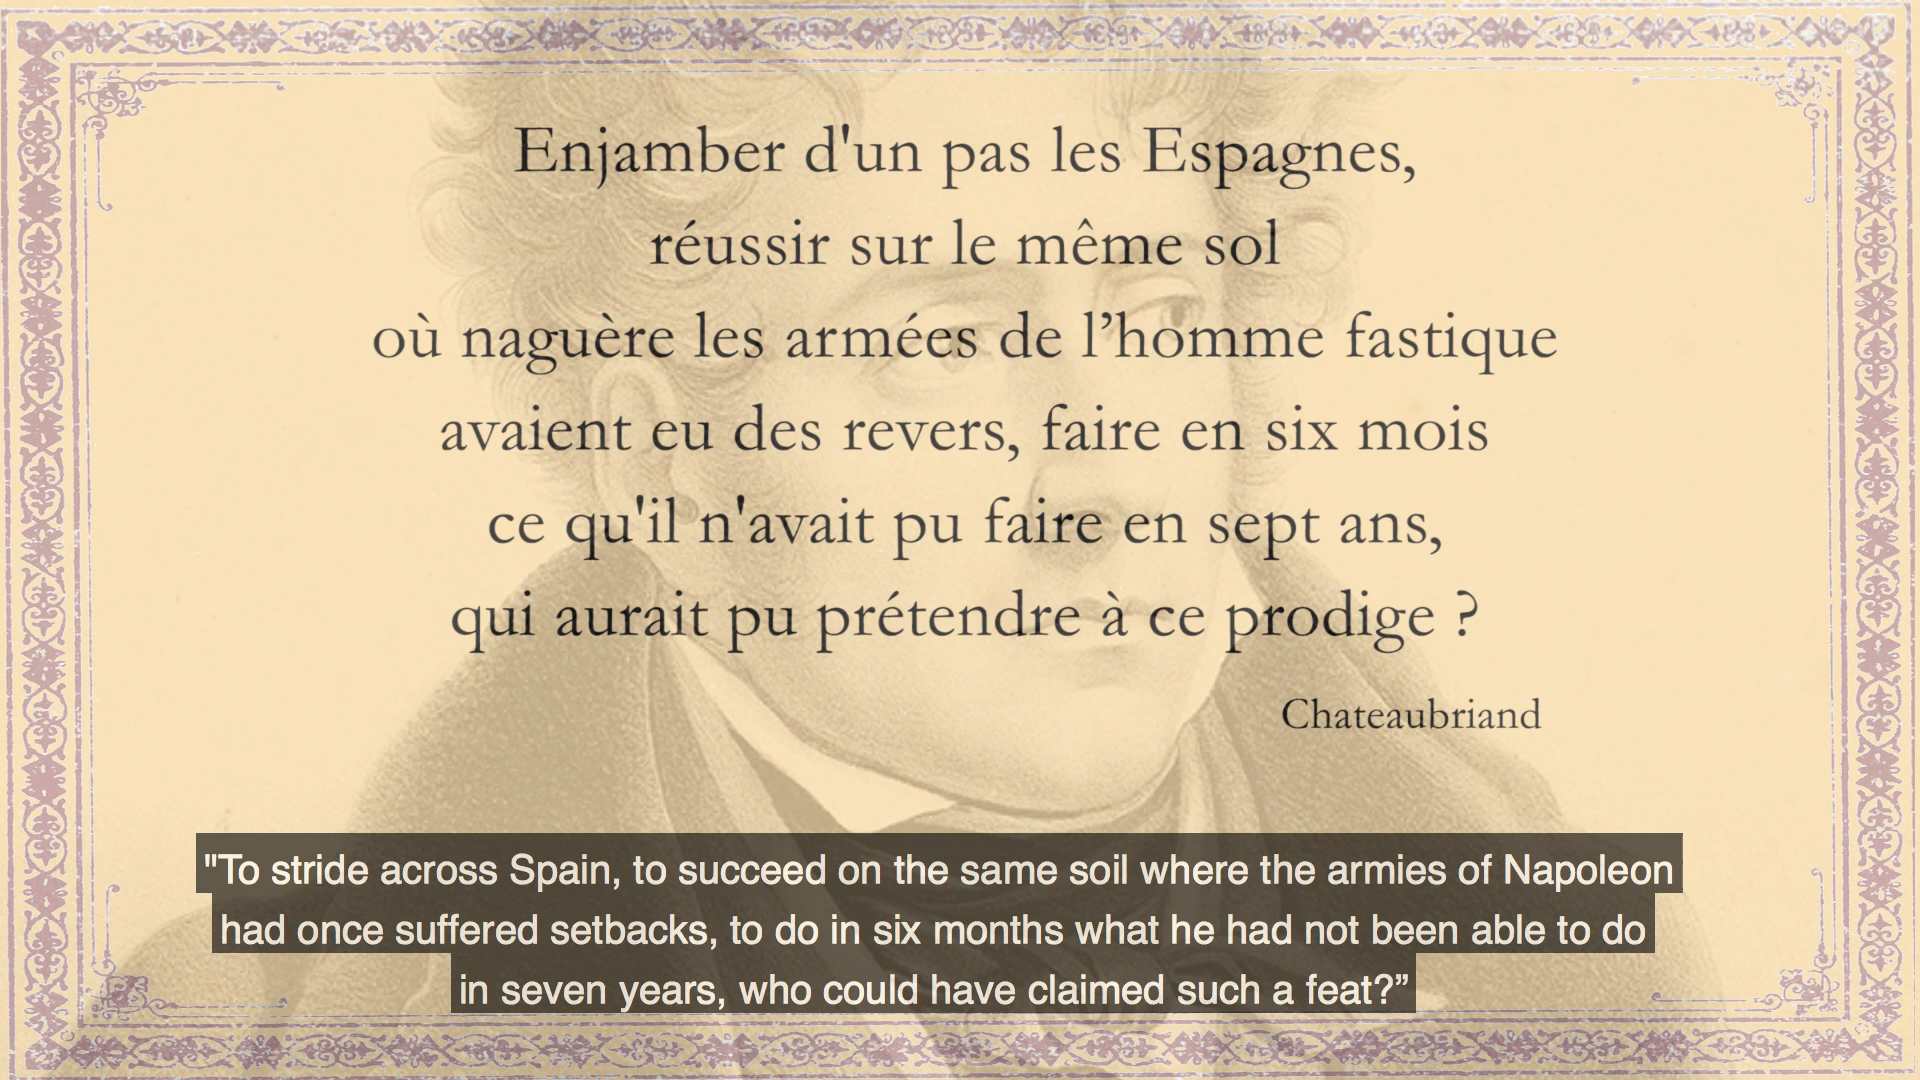 Enjamber d'un pas les Espagnes,
réussir sur le même sol
où naguère les armées de l’homme fastique
avaient eu des revers, faire en six mois
ce qu'il n'avait pu faire en sept ans,
qui aurait pu prétendre à ce prodige ?
Chateaubriand
"To stride across Spain, to succeed on the same soil where the armies of Napoleon
had once suffered setbacks, to do in six months what he had not been able to do
in seven years, who could have claimed such a feat?”